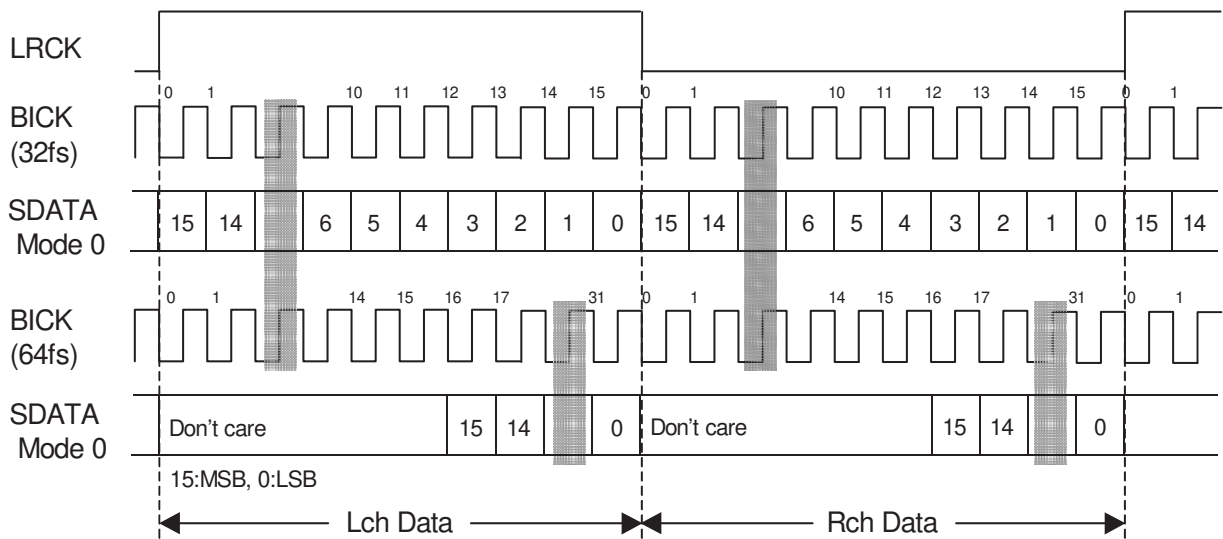 LRCK
0 1 10 11 12 13 14 15 0 1 10 11 12 13 14 15 0 1
BICK
(32fs)
SDATA
Mode 0
15 14 6 5 4 3 2 1 0 15 14 6 5 4 3 2 1 0 15 14
0 1 14 15 16 17 31 0 1 14 15 16 17 31 0 1
BICK
(64fs)
SDATA
Mode 0
Don't care 15 14 0 Don't care 15 14 0
15:MSB, 0:LSB
Lch Data Rch Data